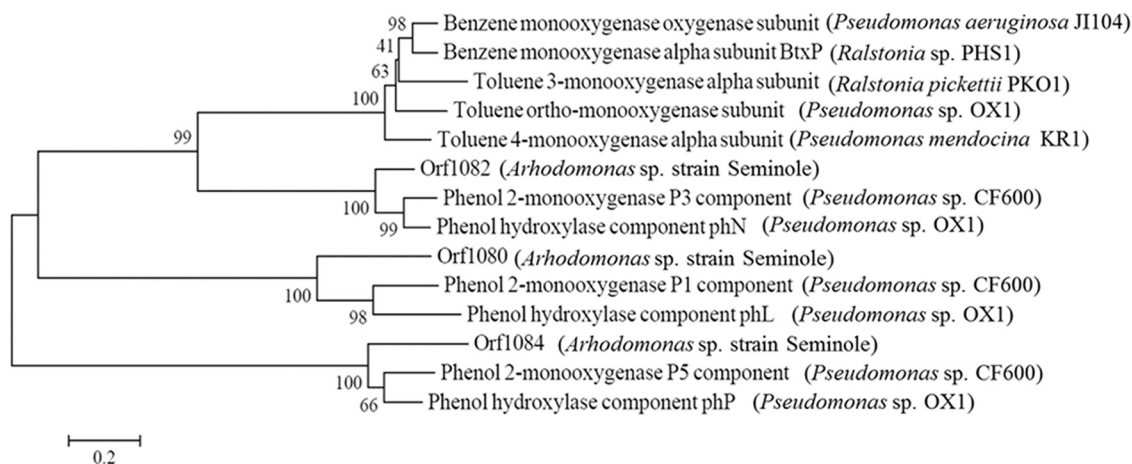 98 Benzene monooxygenase oxygenase subunit (Pseudomonas aeruginosa JI104)
41 Benzene monooxygenase alpha subunit BtxP (Ralstonia sp. PHS1)
63 Toluene 3-monooxygenase alpha subunit (Ralstonia pickettii PKO1)
100 Toluene ortho-monooxygenase subunit (Pseudomonas sp. OX1)
99 Toluene 4-monooxygenase alpha subunit (Pseudomonas mendocina KR1)
Orf1082 (Arhodomonas sp. strain Seminole)
100 Phenol 2-monooxygenase P3 component (Pseudomonas sp. CF600)
99 Phenol hydroxylase component phN (Pseudomonas sp. OX1)
Orf1080 (Arhodomonas sp. strain Seminole)
100 Phenol 2-monooxygenase P1 component (Pseudomonas sp. CF600)
98 Phenol hydroxylase component phL (Pseudomonas sp. OX1)
Orf1084 (Arhodomonas sp. strain Seminole)
100 Phenol 2-monooxygenase P5 component (Pseudomonas sp. CF600)
66 Phenol hydroxylase component phP (Pseudomonas sp. OX1)
0.2